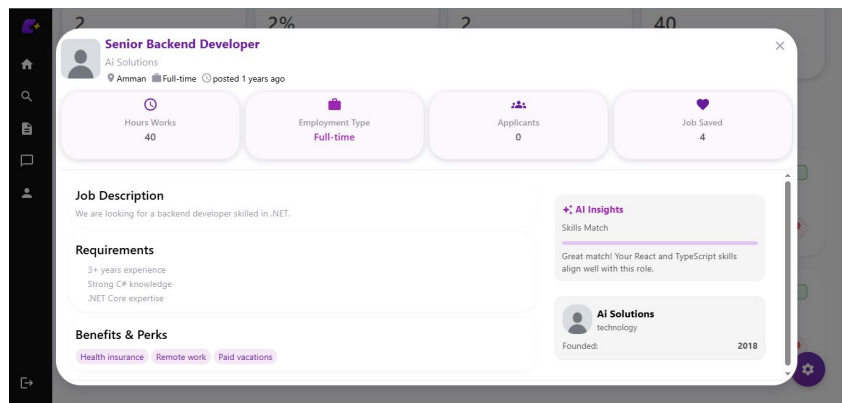 2
2%
2
40
Senior Backend Developer
Ai Solutions
Amman Full-time posted 1 years ago
Hours Works
40
Employment Type
Full-time
Applicants
0
Job Saved
4
Job Description
We are looking for a backend developer skilled in .NET.
Requirements
3+ years experience
Strong C# knowledge
.NET Core expertise
Benefits & Perks
Health insurance Remote work Paid vacations
AI Insights
Skills Match
Great match! Your React and TypeScript skills
align well with this role.
Ai Solutions
technology
Founded: 2018